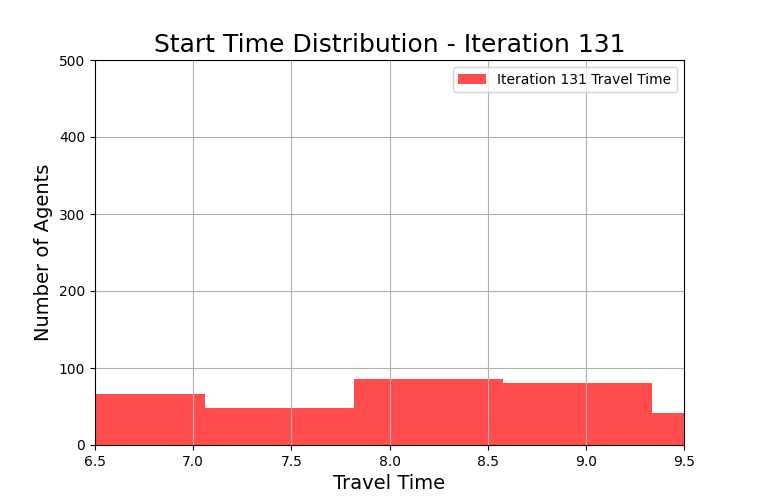 Start Time Distribution - Iteration 131
Iteration 131 Travel Time
Number of Agents
500
400
300
200
100
0
6.5 7.0 7.5 8.0 8.5 9.0 9.5
Travel Time